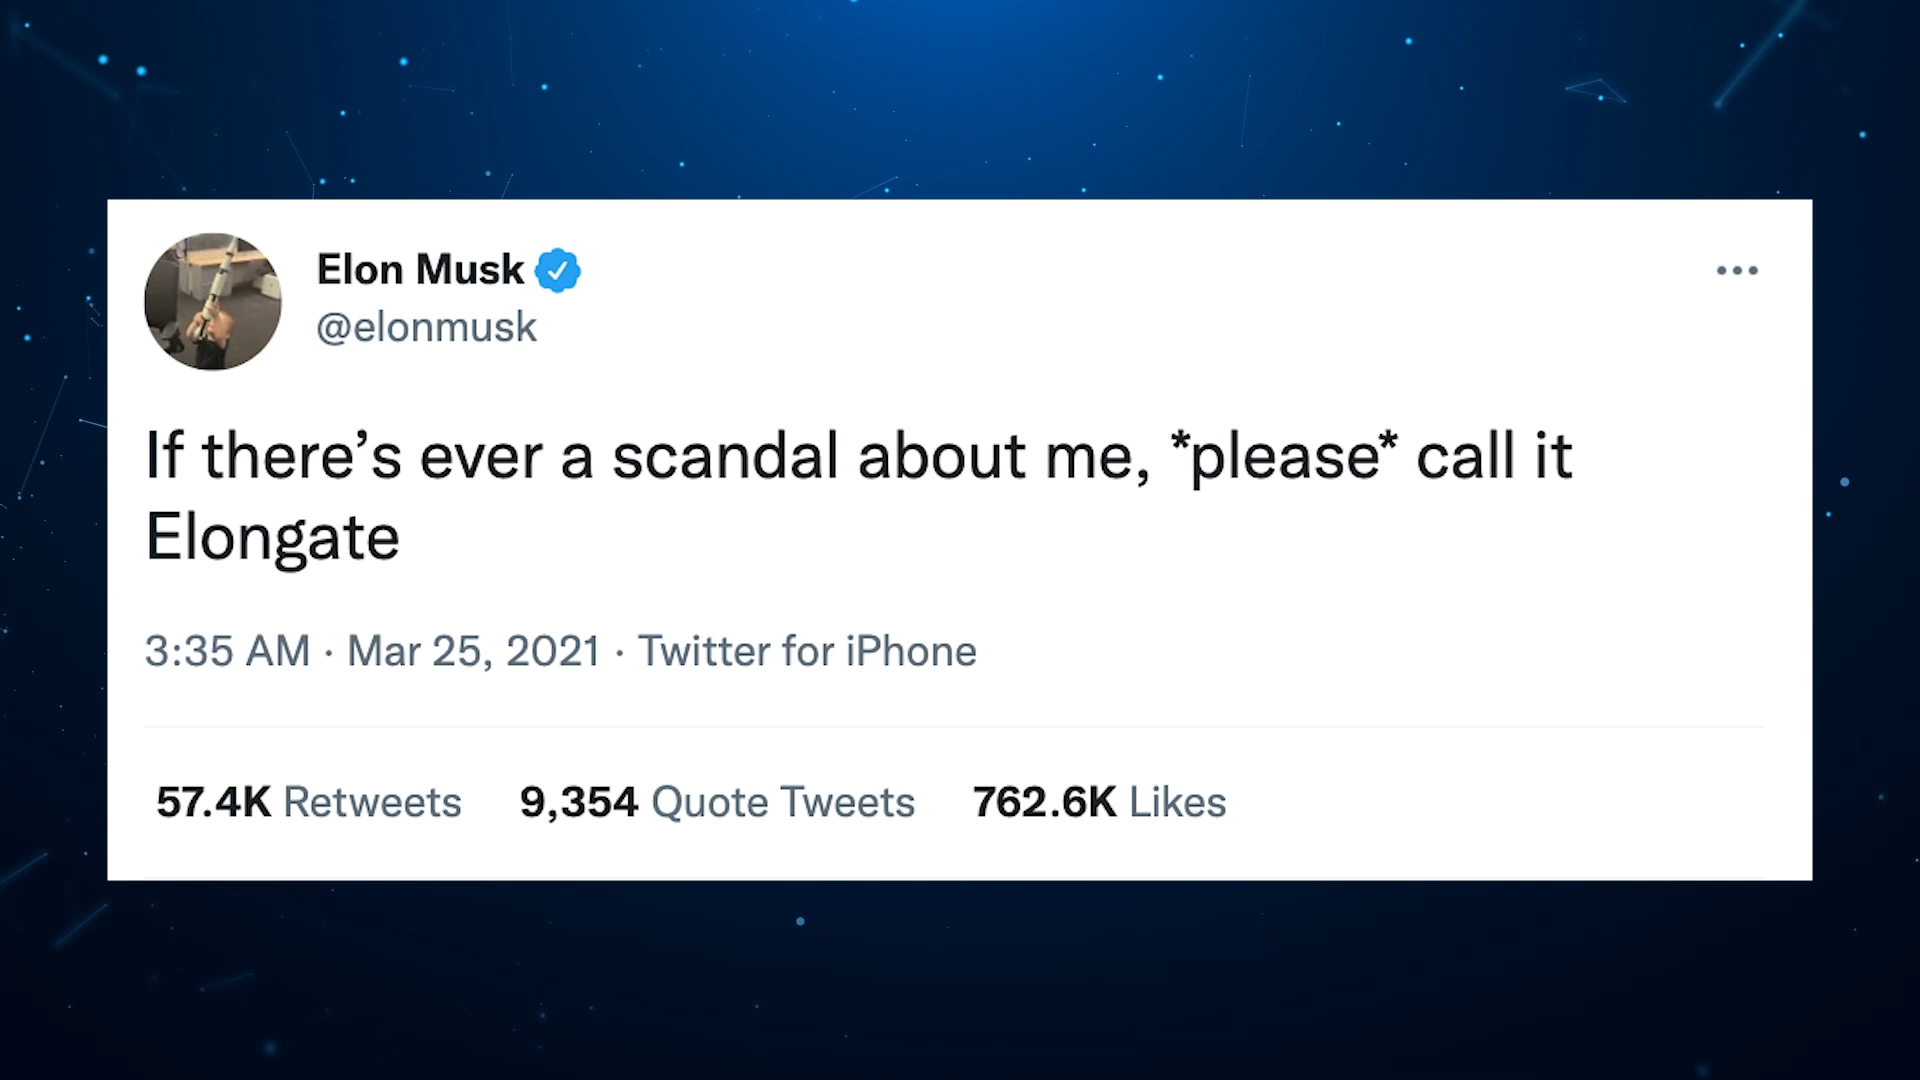 Elon Musk
@elonmusk
If there’s ever a scandal about me, *please* call it
Elongate
3:35 AM · Mar 25, 2021 · Twitter for iPhone
57.4K Retweets 9,354 Quote Tweets 762.6K Likes